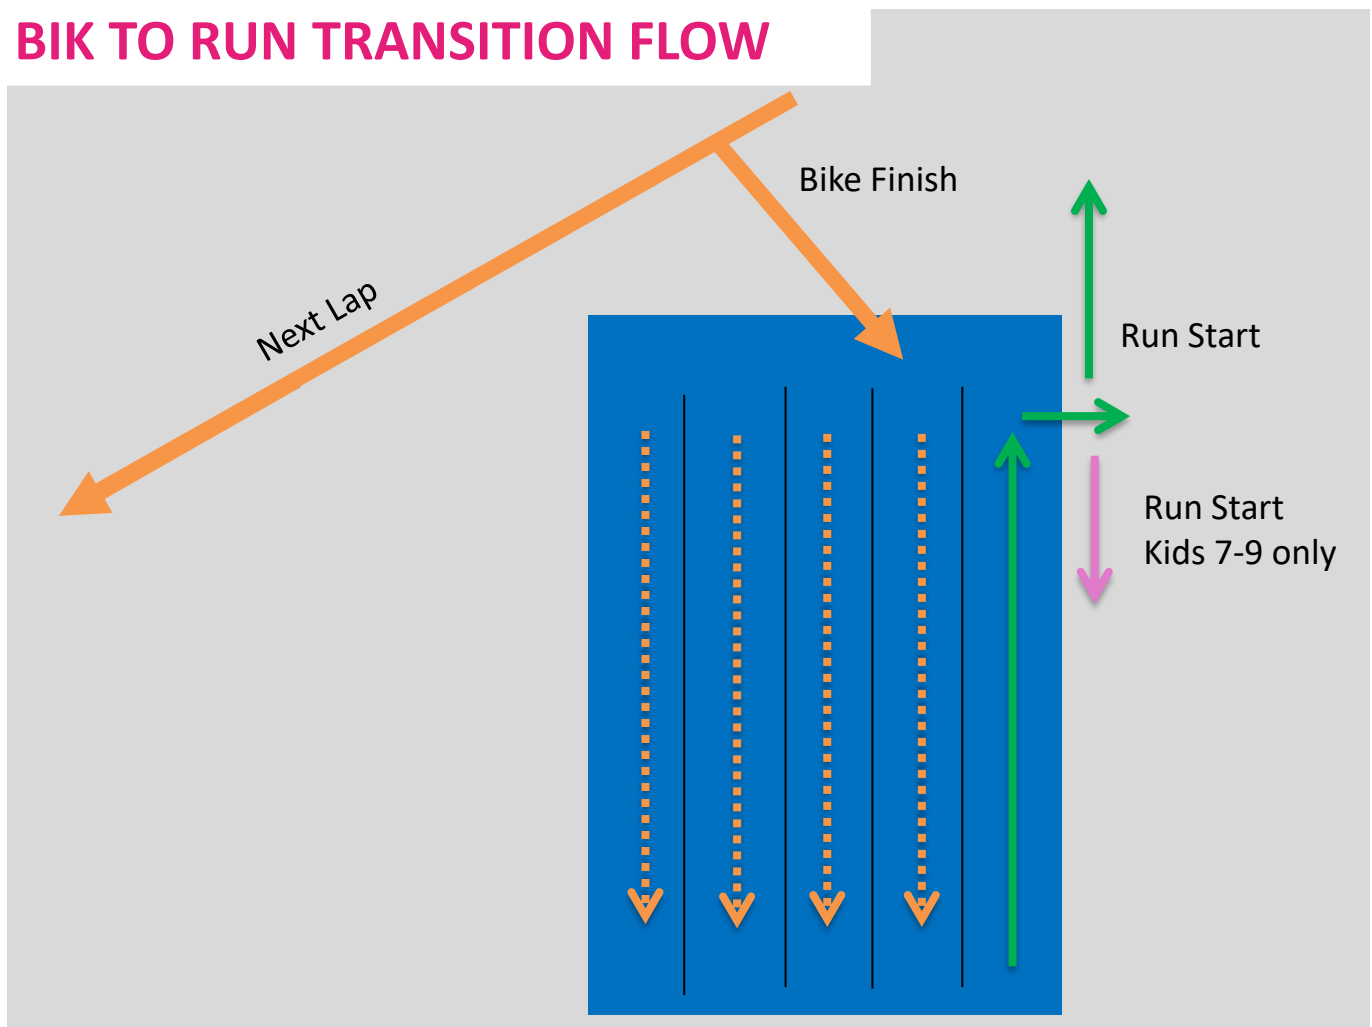 BIK TO RUN TRANSITION FLOW
Bike Finish
Next Lap
Run Start
Run Start
Kids 7-9 only